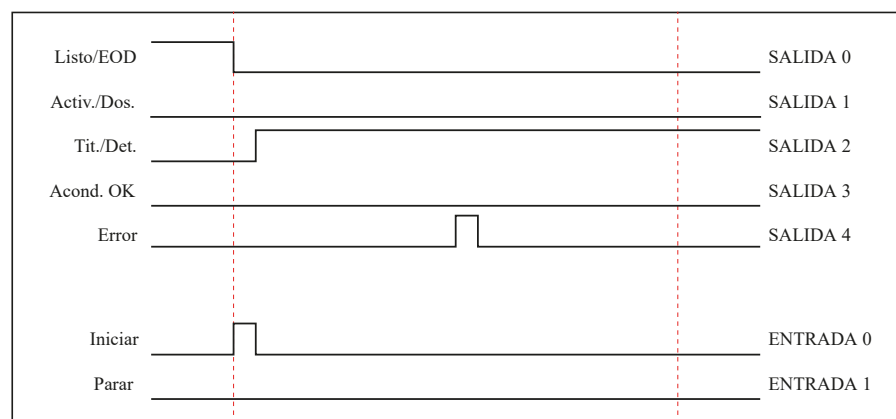 Listo/EOD SALIDA 0
Activ./Dos. SALIDA 1
Tit./Det. SALIDA 2
Acond. OK SALIDA 3
Error SALIDA 4
Iniciar ENTRADA 0
Parar ENTRADA 1